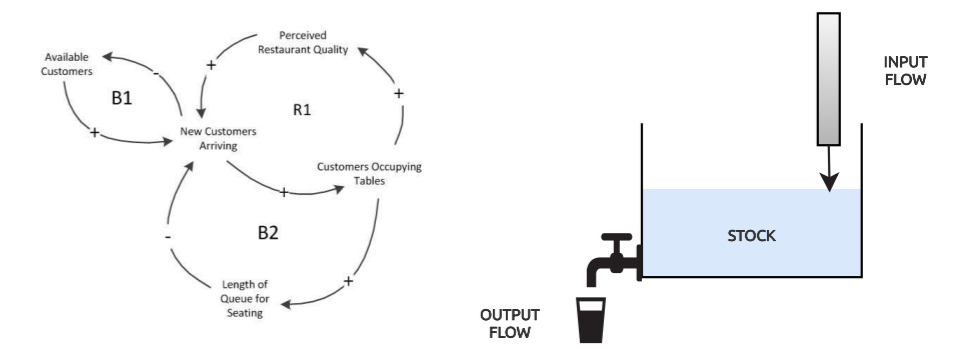 Perceived
Restaurant Quality
Available
Customers
-
+
+
B1
+
R1
New Customers
Arriving
Customers Occupying
Tables
+
-
B2
+
Length of
Queue for
Seating
INPUT
FLOW
STOCK
OUTPUT
FLOW